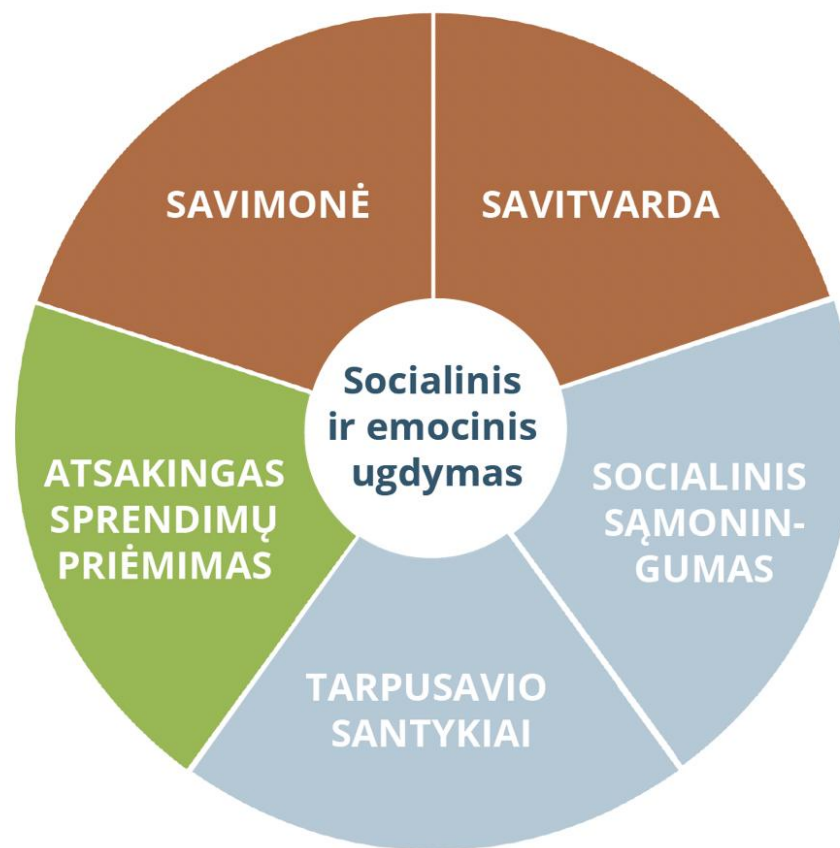 SAVIMONĖ
SAVITVARDA
Socialinis
ir emocinis
ugdymas
ATSAKINGAS
SPRENDIMŲ
PRIĖMIMAS
SOCIALINIS
SĄMONIN-
GUMAS
TARPUSAVIO
SANTYKIAI